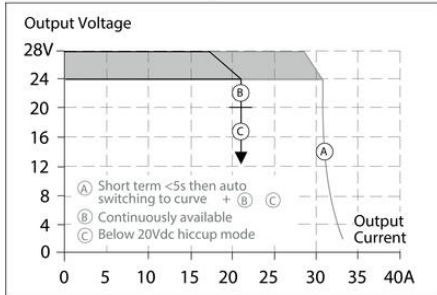 Output Voltage
28V
24
20
16
12
8
4
0
B
C
A
A Short term <5s then auto
switching to curve + B C
B Continuously available
C Below 20Vdc hiccup mode
Output
Current
0 5 10 15 20 25 30 35 40A